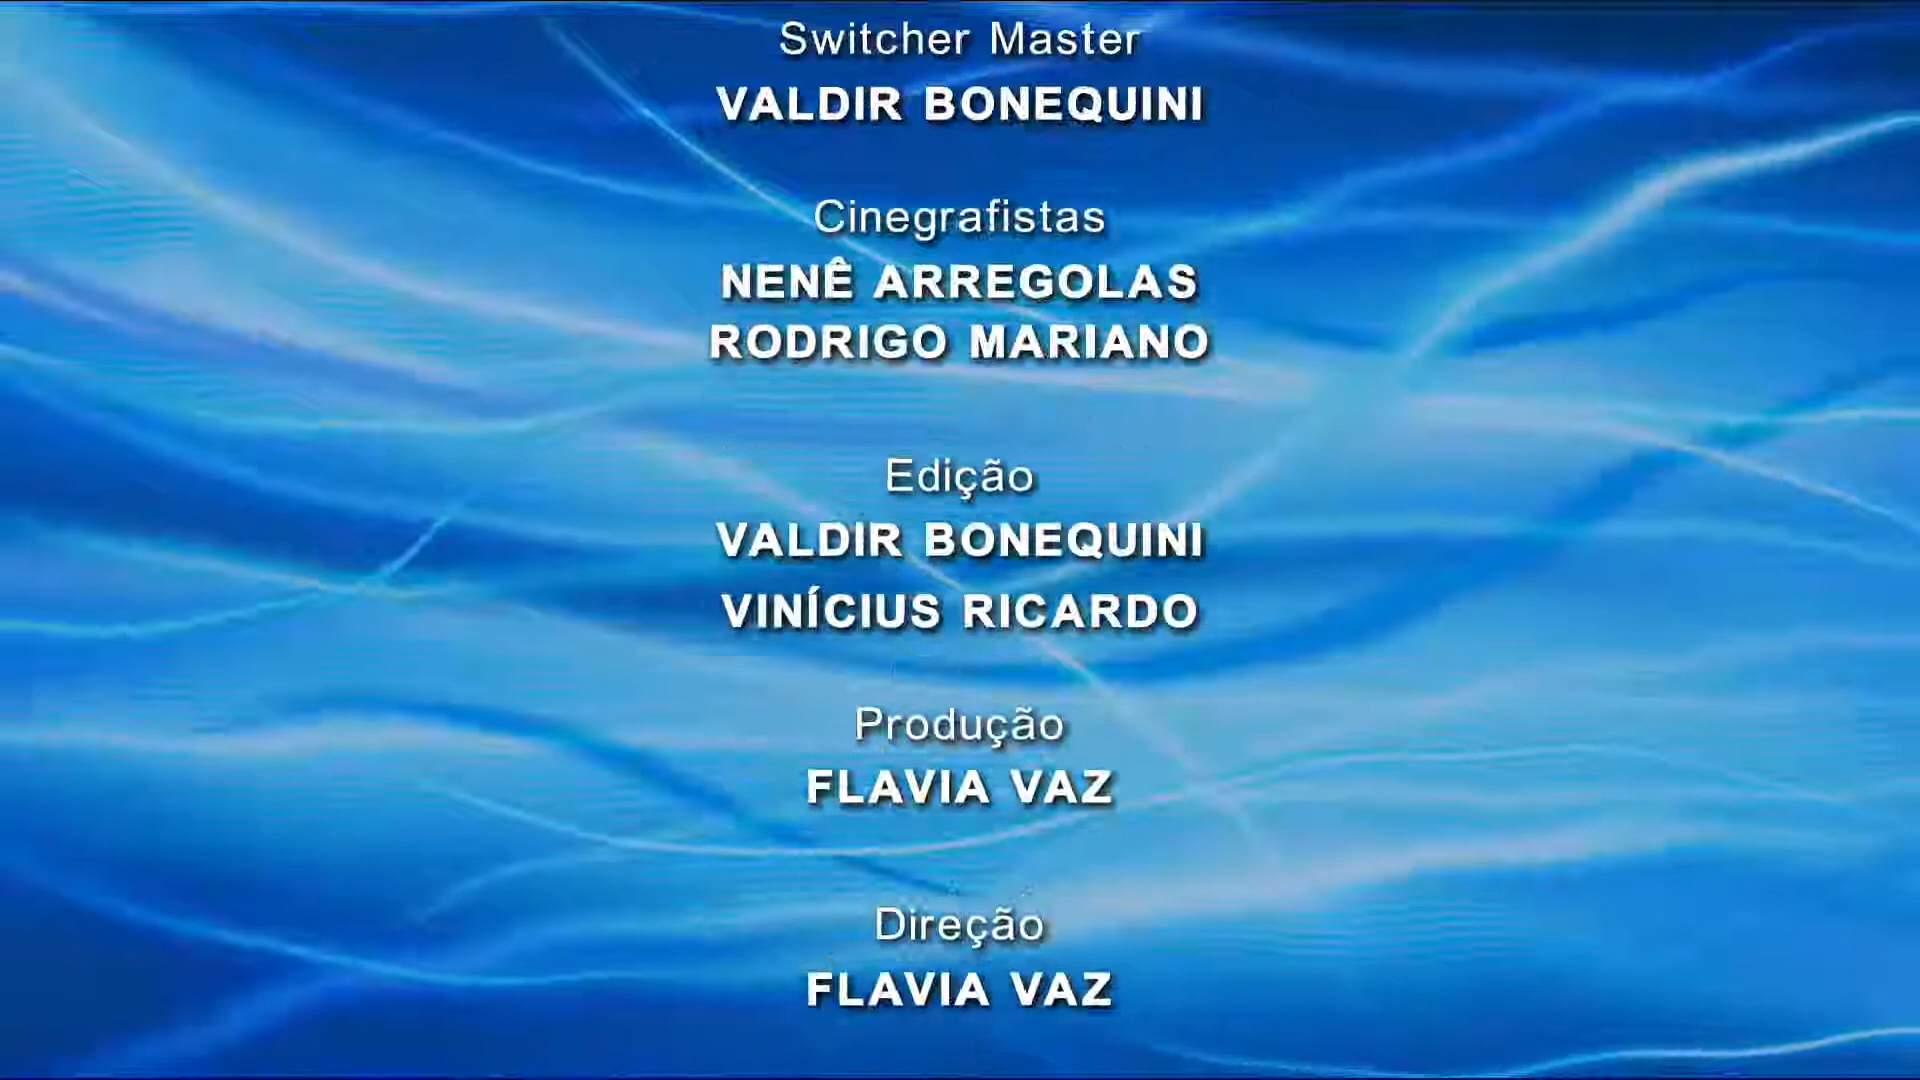 Switcher Master
VALDIR BONEQUINI
Cinegrafistas
NENÊ ARREGOLAS
RODRIGO MARIANO
Edição
VALDIR BONEQUINI
VINÍCIUS RICARDO
Produção
FLAVIA VAZ
Direção
FLAVIA VAZ